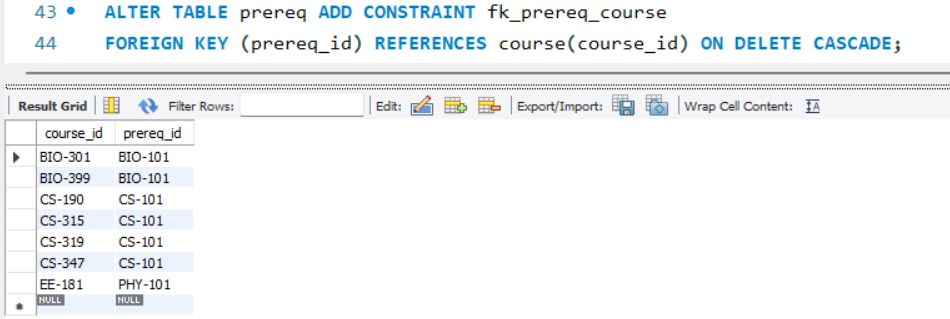 43 ALTER TABLE prereq ADD CONSTRAINT fk_prereq_course
44 FOREIGN KEY (prereq_id) REFERENCES course(course_id) ON DELETE CASCADE;
Result Grid Filter Rows: Edit: Export/Import: Wrap Cell Content: IA
course_id prereq_id
BIO-301 BIO-101
BIO-399 BIO-101
CS-190 CS-101
CS-315 CS-101
CS-319 CS-101
CS-347 CS-101
EE-181 PHY-101
NULL NULL